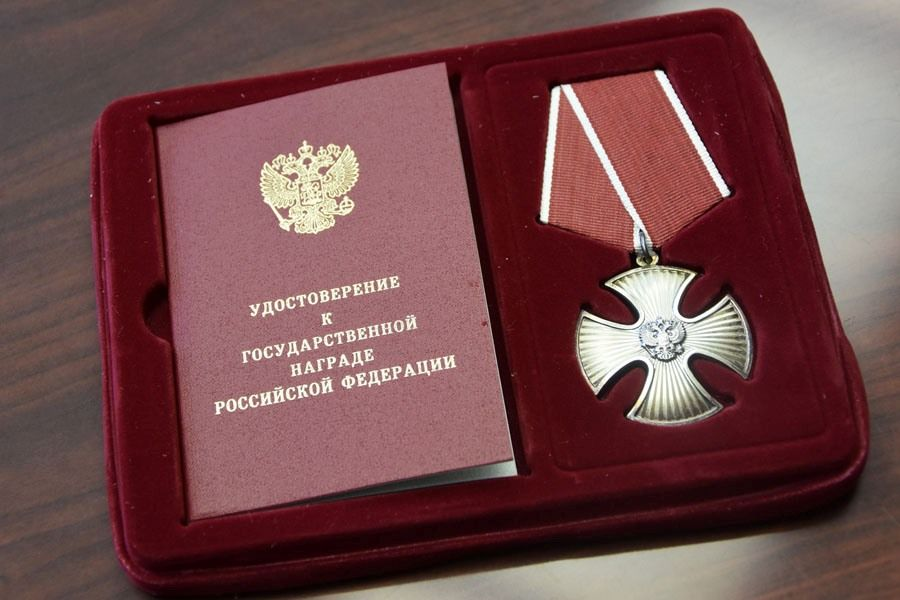 УДОСТОВЕРЕНИЕ
К
ГОСУДАРСТВЕННОЙ
НАГРАДЕ
РОССИЙСКОЙ ФЕДЕРАЦИИ